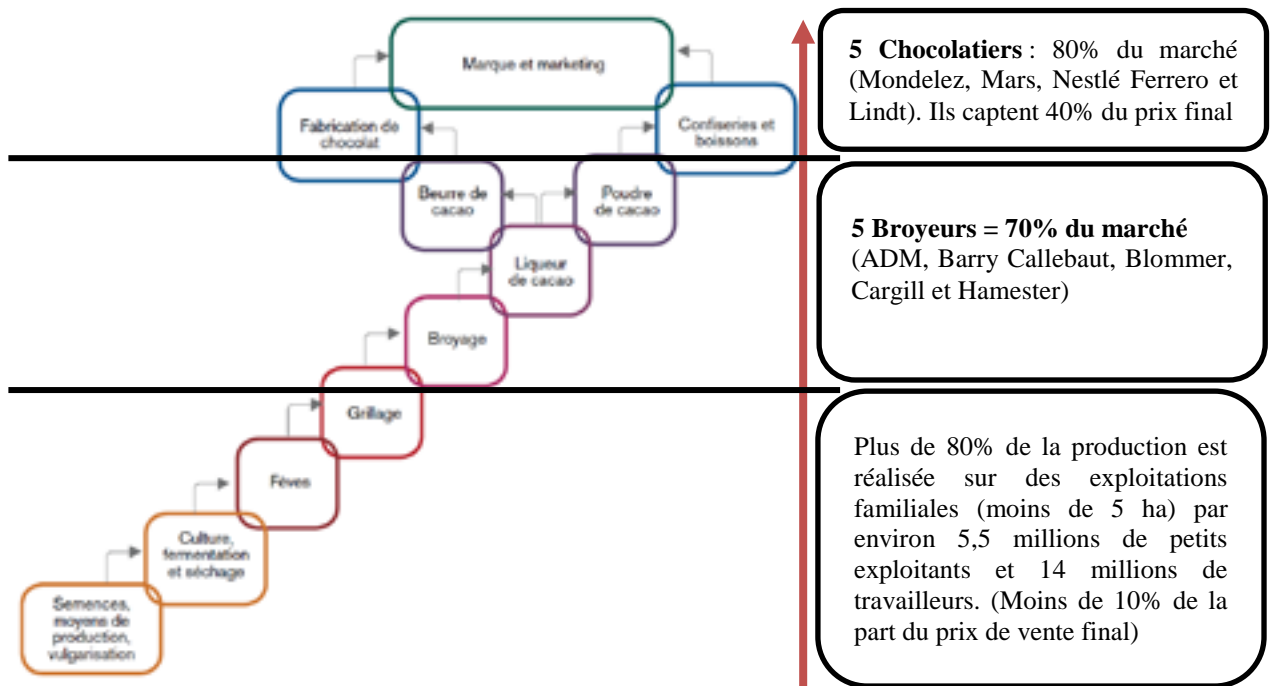 Marque et marketing
Fabrication de
chocolat
Confiseries et
boissons
Beurre de
cacao
Poudre
de cacao
Liqueur
de cacao
Broyage
Grillage
Fèves
Culture,
fermentation
et séchage
Semences,
moyens de
production,
vulgarisation
5 Chocolatiers : 80% du marché
(Mondelez, Mars, Nestlé Ferrero et
Lindt). Ils captent 40% du prix final
5 Broyeurs = 70% du marché
(ADM, Barry Callebaut, Blommer,
Cargill et Hamester)
Plus de 80% de la production est
réalisée sur des exploitations
familiales (moins de 5 ha) par
environ 5,5 millions de petits
exploitants et 14 millions de
travailleurs. (Moins de 10% de la
part du prix de vente final)